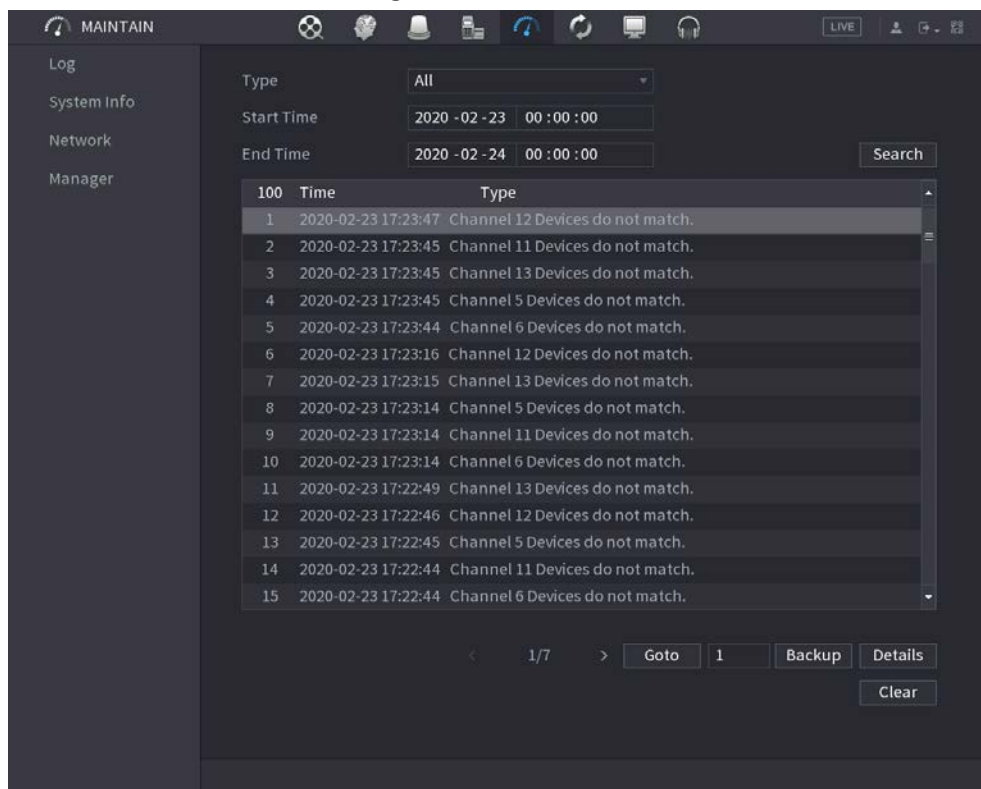 MAINTAIN LIVE
Log
System Info
Network
Manager
Type All
Start Time 2020 -02 -23 00 :00 :00
End Time 2020 -02 -24 00 :00 :00 Search
100 Time Type
1 2020-02-23 17:23:47 Channel 12 Devices do not match.
2 2020-02-23 17:23:45 Channel 11 Devices do not match.
3 2020-02-23 17:23:45 Channel 13 Devices do not match.
4 2020-02-23 17:23:45 Channel 5 Devices do not match.
5 2020-02-23 17:23:44 Channel 6 Devices do not match.
6 2020-02-23 17:23:16 Channel 12 Devices do not match.
7 2020-02-23 17:23:15 Channel 13 Devices do not match.
8 2020-02-23 17:23:14 Channel 5 Devices do not match.
9 2020-02-23 17:23:14 Channel 11 Devices do not match.
10 2020-02-23 17:23:14 Channel 6 Devices do not match.
11 2020-02-23 17:22:49 Channel 13 Devices do not match.
12 2020-02-23 17:22:46 Channel 12 Devices do not match.
13 2020-02-23 17:22:45 Channel 5 Devices do not match.
14 2020-02-23 17:22:44 Channel 11 Devices do not match.
15 2020-02-23 17:22:44 Channel 6 Devices do not match.
1/7 Goto 1 Backup Details
Clear